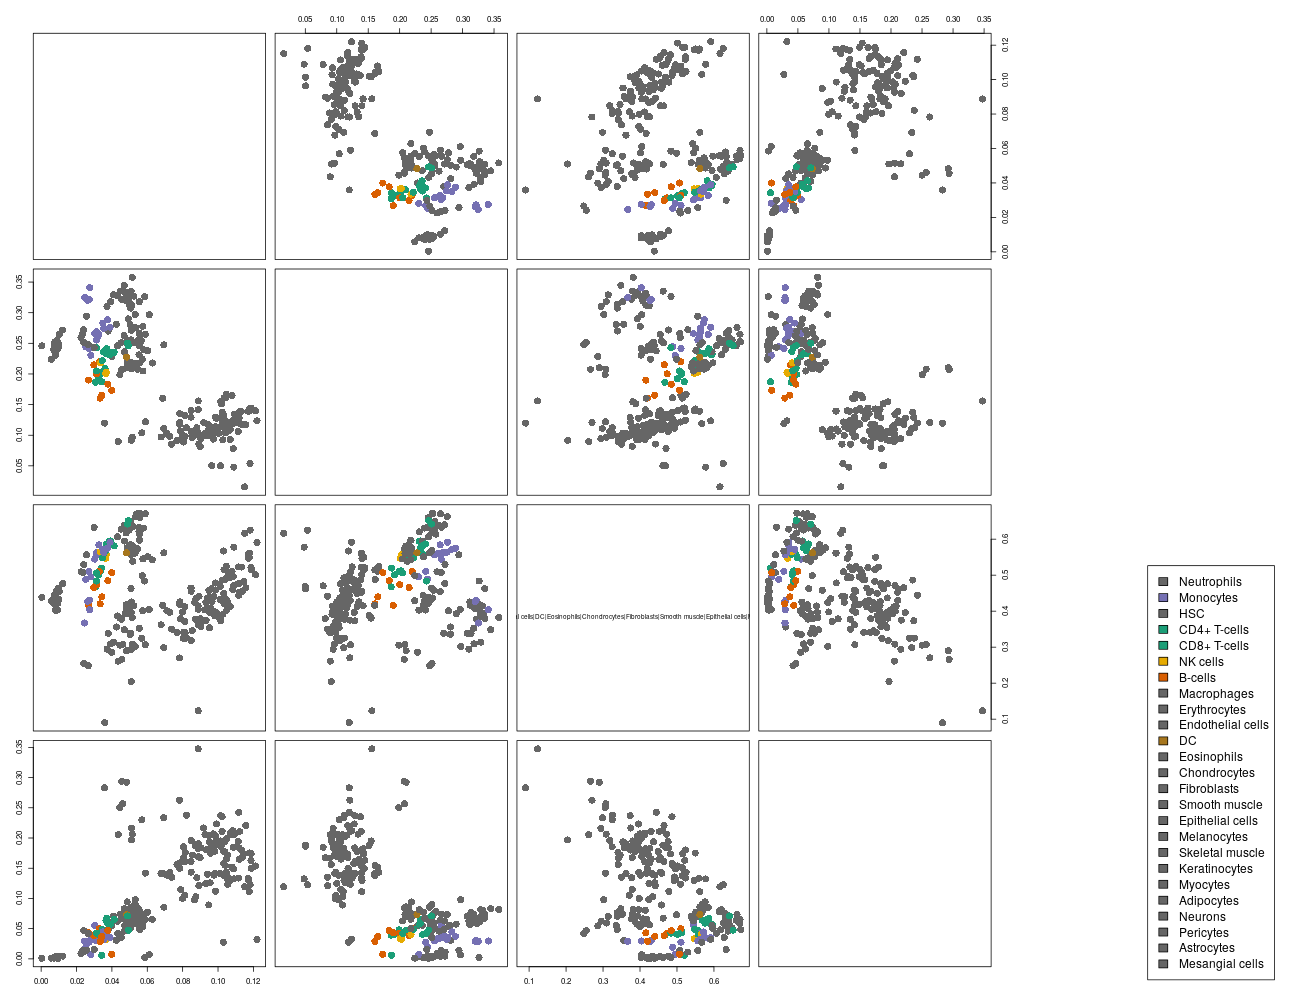 0.05 0.10 0.15 0.20 0.25 0.30 0.35
0.00 0.05 0.10 0.15 0.20 0.25 0.30 0.35
0.00 0.02 0.04 0.06 0.08 0.10 0.12
0.05 0.10 0.15 0.20 0.25 0.30 0.35
l cells|DC|Eosinophils|Chondrocytes|Fibroblasts|Smooth muscle|Epithelial cells|
0.1 0.2 0.3 0.4 0.5 0.6
0.00 0.05 0.10 0.15 0.20 0.25 0.30 0.35
0.00 0.02 0.04 0.06 0.08 0.10 0.12
0.1 0.2 0.3 0.4 0.5 0.6
Neutrophils
Monocytes
HSC
CD4+ T-cells
CD8+ T-cells
NK cells
B-cells
Macrophages
Erythrocytes
Endothelial cells
DC
Eosinophils
Chondrocytes
Fibroblasts
Smooth muscle
Epithelial cells
Melanocytes
Skeletal muscle
Keratinocytes
Myocytes
Adipocytes
Neurons
Pericytes
Astrocytes
Mesangial cells